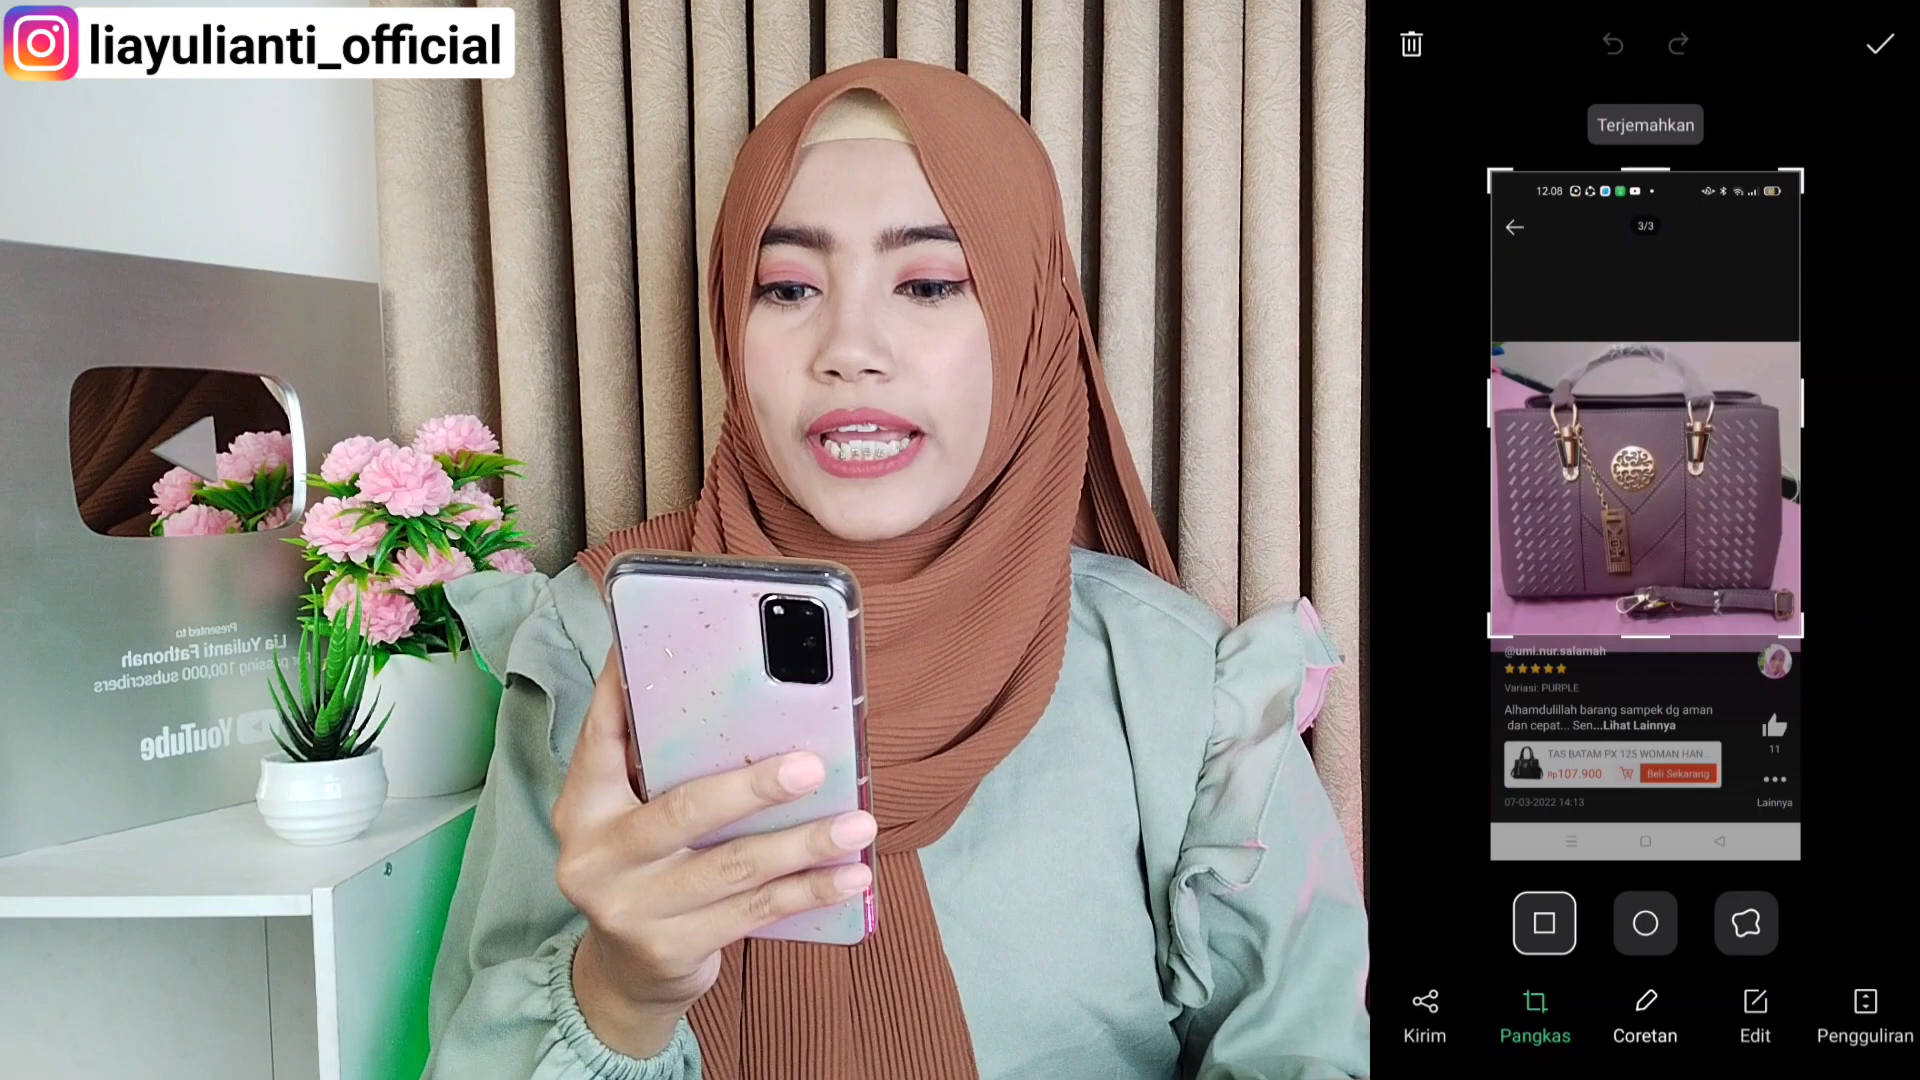 liayulianti_official
Presented to
Lia Yulianti Fathonah
For passing 100,000 subscribers
YouTube
Terjemahkan
12.08
3/3
@umi.nur.salamah
Variasi: PURPLE
Alhamdulillah barang sampek dg aman
dan cepat... Sen...Lihat Lainnya
11
TAS BATAM PX 125 WOMAN HAN...
Rp107.900 Beli Sekarang
07-03-2022 14:13
Lainnya
Kirim
Pangkas
Coretan
Edit
Pengguliran